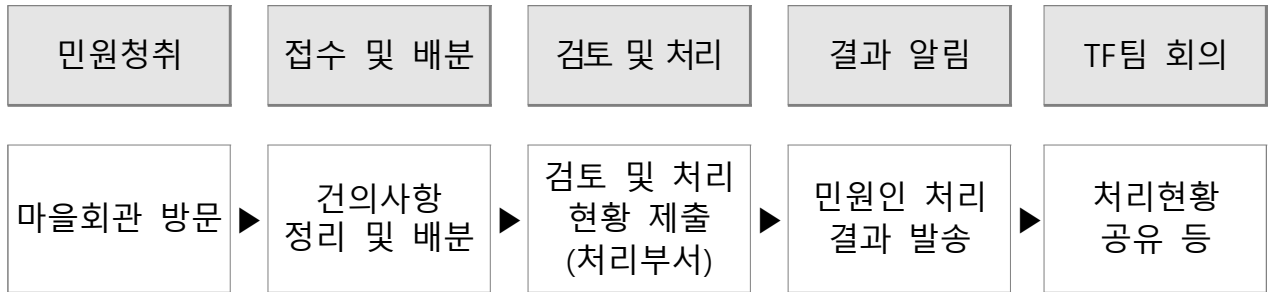 민원청취
접수 및 배분
검토 및 처리
결과 알림
TF팀 회의
마을회관 방문 ▶
건의사항
정리 및 배분 ▶
검토 및 처리
현황 제출
(처리부서) ▶
민원인 처리
결과 발송 ▶
처리현황
공유 등